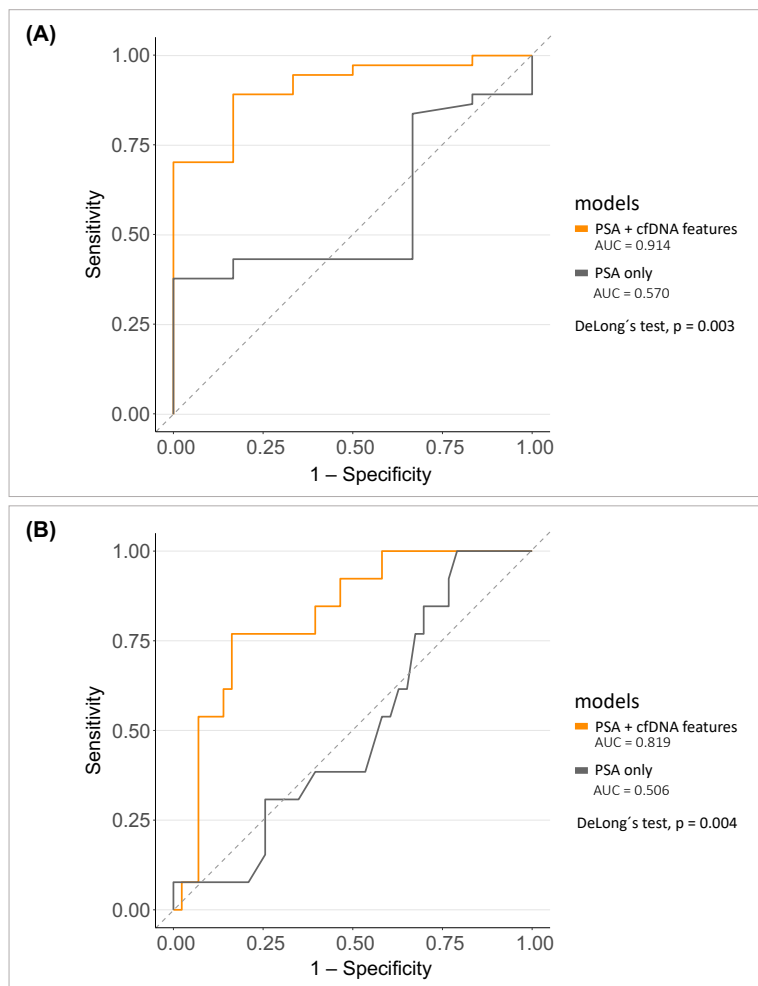 (A)
1.00
0.75
0.50
0.25
0.00
Sensitivity
0.00 0.25 0.50 0.75 1.00
1 – Specificity
models
PSA + cfDNA features
AUC = 0.914
PSA only
AUC = 0.570
DeLong´s test, p = 0.003
(B)
1.00
0.75
0.50
0.25
0.00
Sensitivity
0.00 0.25 0.50 0.75 1.00
1 – Specificity
models
PSA + cfDNA features
AUC = 0.819
PSA only
AUC = 0.506
DeLong´s test, p = 0.004